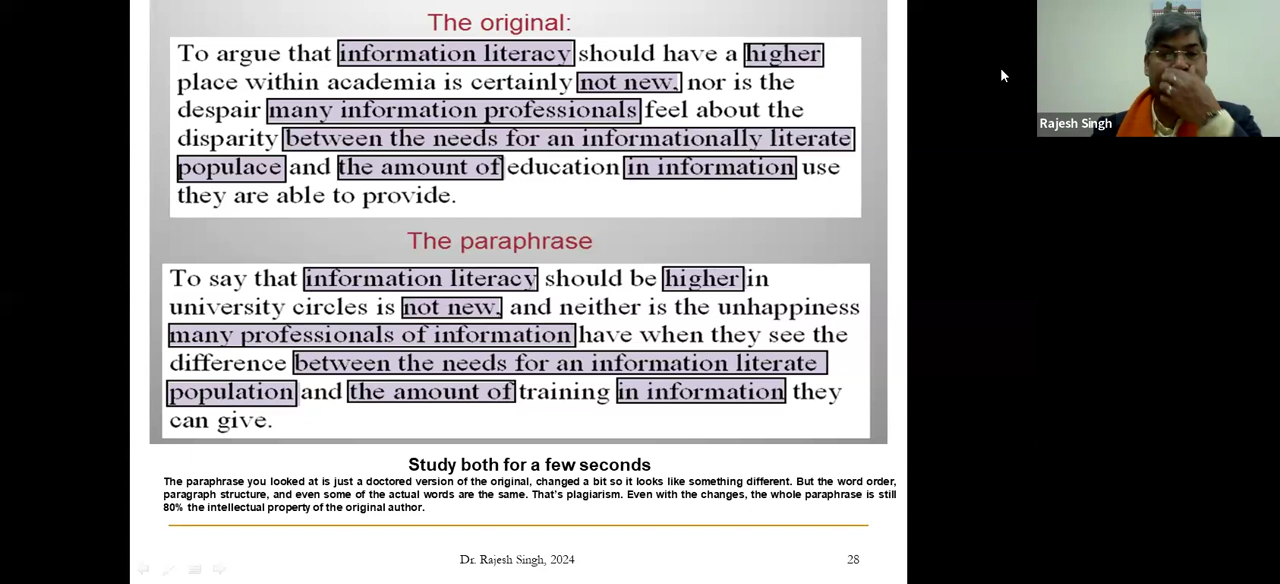 The original:
To argue that information literacy should have a higher
place within academia is certainly not new, nor is the
despair many information professionals feel about the
disparity between the needs for an informationally literate
populace and the amount of education in information use
they are able to provide.
The paraphrase
To say that information literacy should be higher in
university circles is not new, and neither is the unhappiness
many professionals of information have when they see the
difference between the needs for an information literate
population and the amount of training in information they
can give.
Study both for a few seconds
The paraphrase you looked at is just a doctored version of the original, changed a bit so it looks like something different. But the word order,
paragraph structure, and even some of the actual words are the same. That's plagiarism. Even with the changes, the whole paraphrase is still
80% the intellectual property of the original author.
Dr. Rajesh Singh, 2024
28
Rajesh Singh